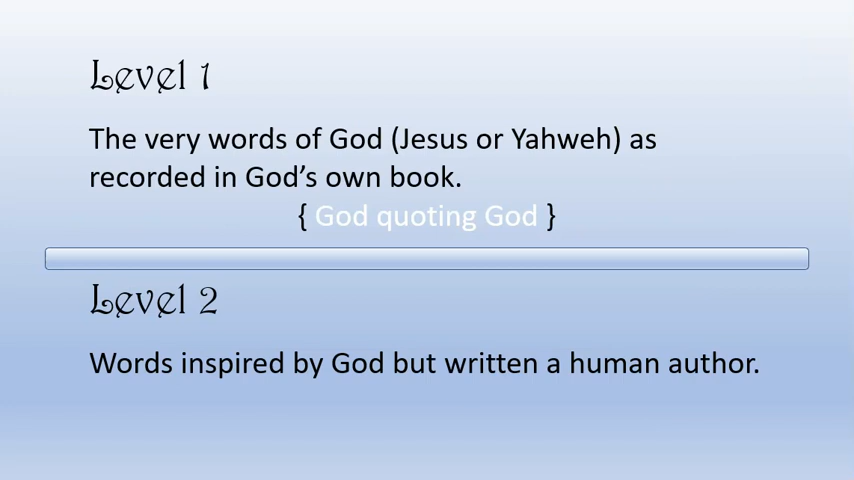 Level 1
The very words of God (Jesus or Yahweh) as
recorded in God’s own book.
{ God quoting God }
Level 2
Words inspired by God but written a human author.